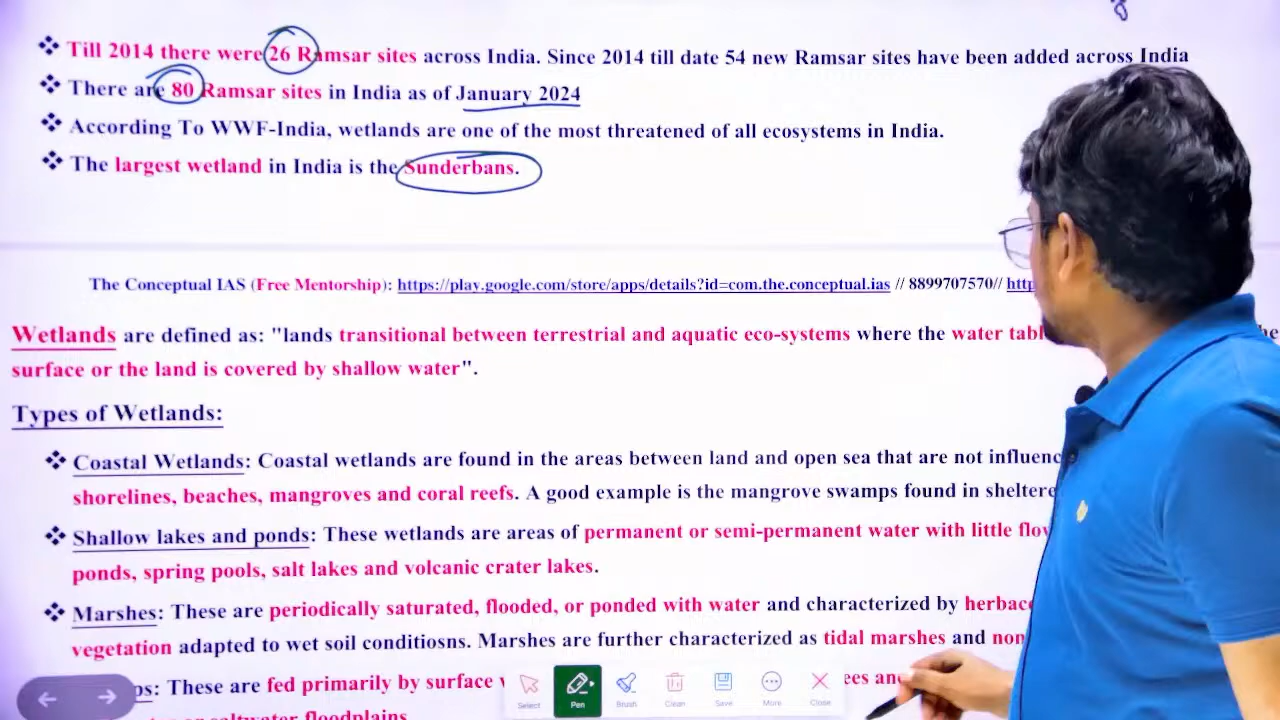 ❖ Till 2014 there were 26 Ramsar sites across India. Since 2014 till date 54 new Ramsar sites have been added across India
❖ There are 80 Ramsar sites in India as of January 2024
❖ According To WWF-India, wetlands are one of the most threatened of all ecosystems in India.
❖ The largest wetland in India is the Sunderbans.
The Conceptual IAS (Free Mentorship): https://play.google.com/store/apps/details?id=com.the.conceptual.ias // 8899707570// http
Wetlands are defined as: "lands transitional between terrestrial and aquatic eco-systems where the water
surface or the land is covered by shallow water".
Types of Wetlands:
❖ Coastal Wetlands: Coastal wetlands are found in the areas between land and open sea that are not
shorelines, beaches, mangroves and coral reefs. A good example is the mangrove swamps found in
❖ Shallow lakes and ponds: These wetlands are areas of permanent or semi-permanent water with little
ponds, spring pools, salt lakes and volcanic crater lakes.
❖ Marshes: These are periodically saturated, flooded, or ponded with water and characterized by
vegetation adapted to wet soil conditiosns. Marshes are further characterized as tidal marshes and
These are fed primarily by surface
floodplains
Select Pen Brush Clean Save More Close